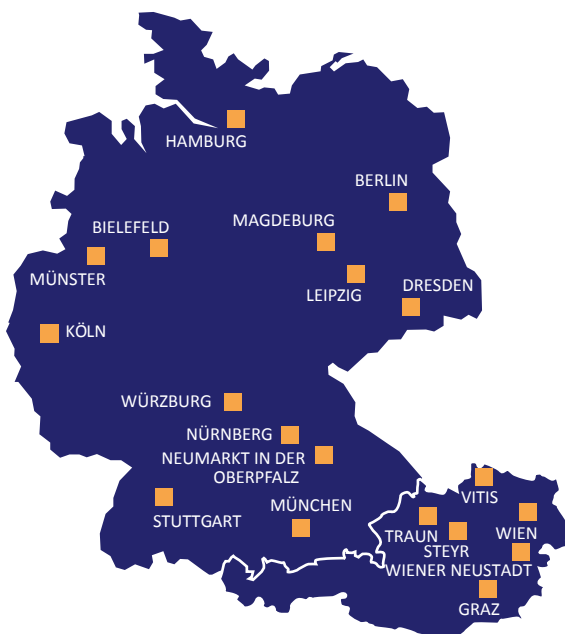 HAMBURG
BERLIN
BIELEFELD
MAGDEBURG
MÜNSTER
LEIPZIG
DRESDEN
KÖLN
WÜRZBURG
NÜRNBERG
NEUMARKT IN DER
OBERPFALZ
MÜNCHEN
STUTTGART
VITIS
TRAUN
WIEN
STEYR
WIENER NEUSTADT
GRAZ